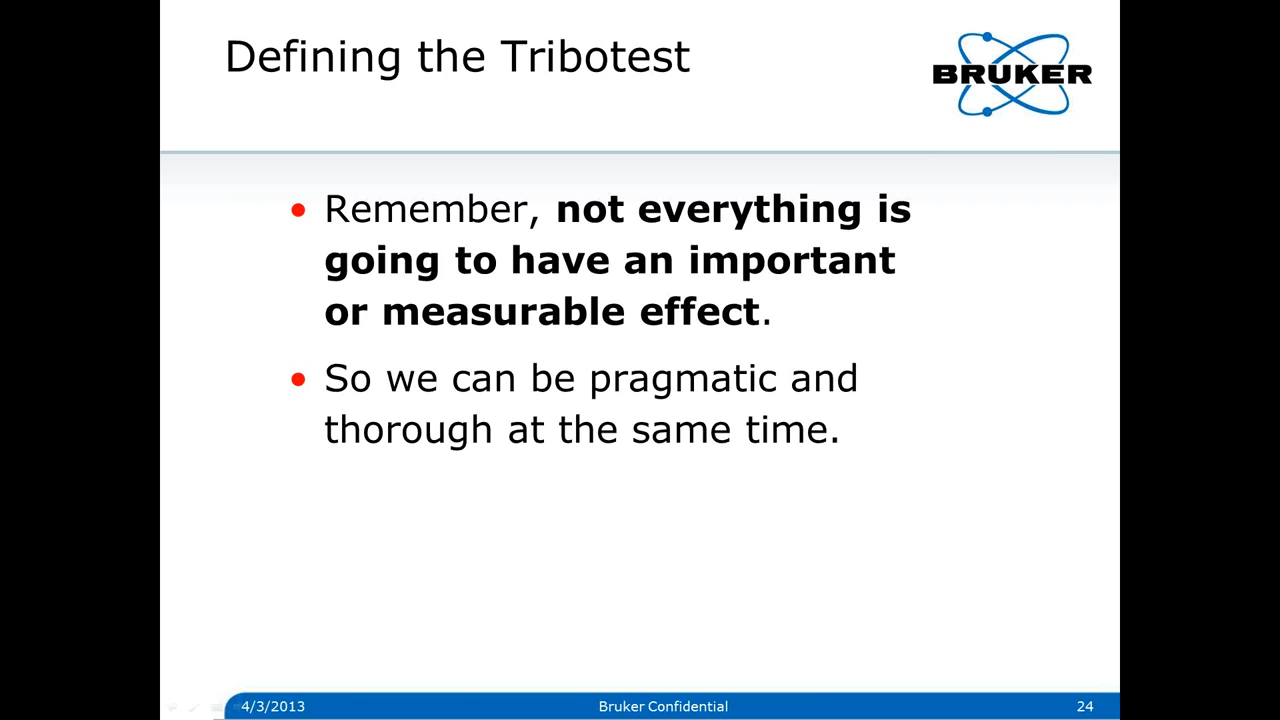 Defining the Tribotest
BRUKER
• Remember, not everything is
going to have an important
or measurable effect.
• So we can be pragmatic and
thorough at the same time.
4/3/2013
Bruker Confidential
24